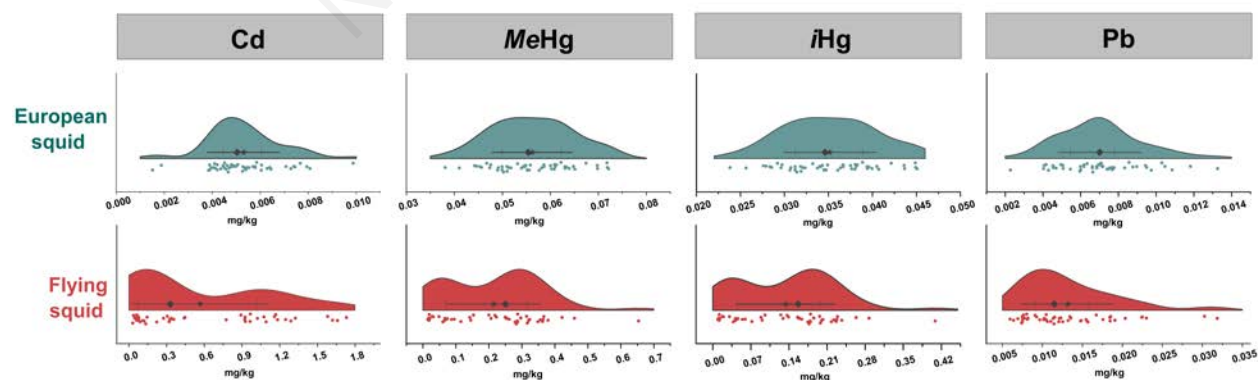 Cd
MeHg
iHg
Pb
European
squid
0.000 0.002 0.004 0.006 0.008 0.010
mg/kg
0.03 0.04 0.05 0.06 0.07 0.08
mg/kg
0.020 0.025 0.030 0.035 0.040 0.045 0.050
mg/kg
0.002 0.004 0.006 0.008 0.010 0.012 0.014
mg/kg
Flying
squid
0.0 0.3 0.6 0.9 1.2 1.5 1.8
mg/kg
0.0 0.1 0.2 0.3 0.4 0.5 0.6 0.7
mg/kg
0.00 0.07 0.14 0.21 0.28 0.35 0.42
mg/kg
0.005 0.010 0.015 0.020 0.025 0.030 0.035
mg/kg